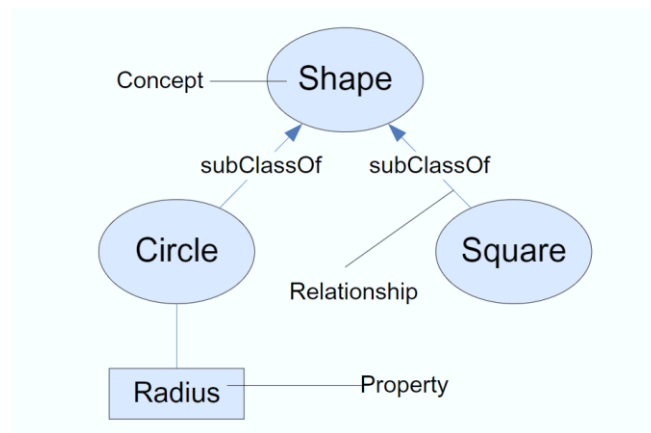 Shape
Concept
subClassOf
subClassOf
Circle
Square
Relationship
Radius
Property